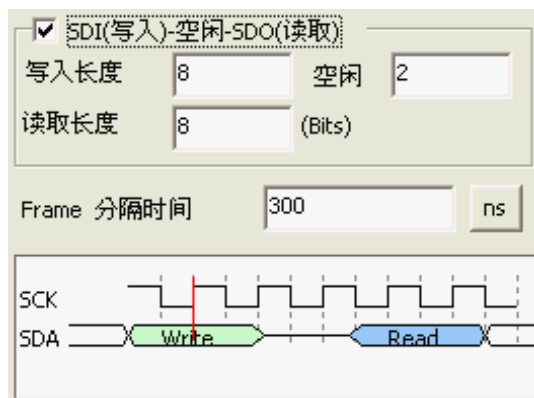 SDI(写入)-空闲-SDO(读取)
写入长度 8 空闲 2
读取长度 8 (Bits)
Frame 分隔时间 300 ns
SCK
SDA Write Read